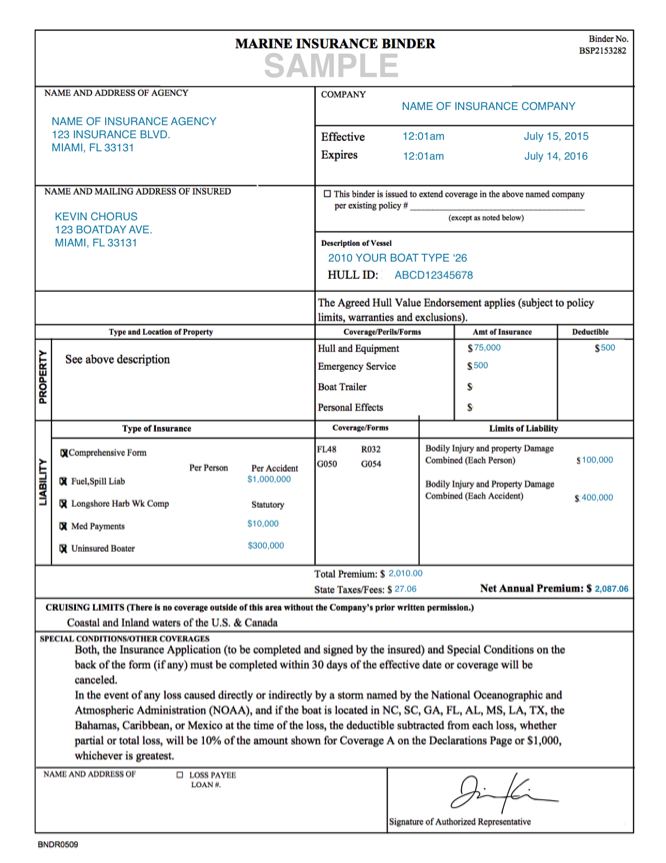 MARINE INSURANCE BINDER
SAMPLE
Binder No.
BSP2153282
NAME AND ADDRESS OF AGENCY
NAME OF INSURANCE AGENCY
123 INSURANCE BLVD.
MIAMI, FL 33131
COMPANY
NAME OF INSURANCE COMPANY
Effective 12:01am July 15, 2015
Expires 12:01am July 14, 2016
NAME AND MAILING ADDRESS OF INSURED
KEVIN CHORUS
123 BOATDAY AVE.
MIAMI, FL 33131
☐ This binder is issued to extend coverage in the above named company
per existing policy # ____
(except as noted below)
Description of Vessel
2010 YOUR BOAT TYPE '26
HULL ID: ABCD12345678
The Agreed Hull Value Endorsement applies (subject to policy
limits, warranties and exclusions).
PROPERTY
Type and Location of Property Coverage/Perils/Forms Amt of Insurance Deductible
See above description
Hull and Equipment $75,000 $500
Emergency Service $500
Boat Trailer $
Personal Effects $
LIABILITY
Type of Insurance Coverage/Forms Limits of Liability
☒ Comprehensive Form
Per Person Per Accident
☒ Fuel,Spill Liab $1,000,000
☒ Longshore Harb Wk Comp Statutory
☒ Med Payments $10,000
☒ Uninsured Boater $300,000
FL48 R032
G050 G054
Bodily Injury and property Damage
Combined (Each Person) $100,000
Bodily Injury and Property Damage
Combined (Each Accident) $400,000
Total Premium: $ 2,010.00
State Taxes/Fees: $ 27.06 Net Annual Premium: $ 2,087.06
CRUISING LIMITS (There is no coverage outside of this area without the Company's prior written permission.)
Coastal and Inland waters of the U.S. & Canada
SPECIAL CONDITIONS/OTHER COVERAGES
Both, the Insurance Application (to be completed and signed by the insured) and Special Conditions on the
back of the form (if any) must be completed within 30 days of the effective date or coverage will be
canceled.
In the event of any loss caused directly or indirectly by a storm named by the National Oceanographic and
Atmospheric Administration (NOAA), and if the boat is located in NC, SC, GA, FL, AL, MS, LA, TX, the
Bahamas, Caribbean, or Mexico at the time of the loss, the deductible subtracted from each loss, whether
partial or total loss, will be 10% of the amount shown for Coverage A on the Declarations Page or $1,000,
whichever is greatest.
NAME AND ADDRESS OF ☐ LOSS PAYEE
LOAN #.
Signature of Authorized Representative
BNDR0509